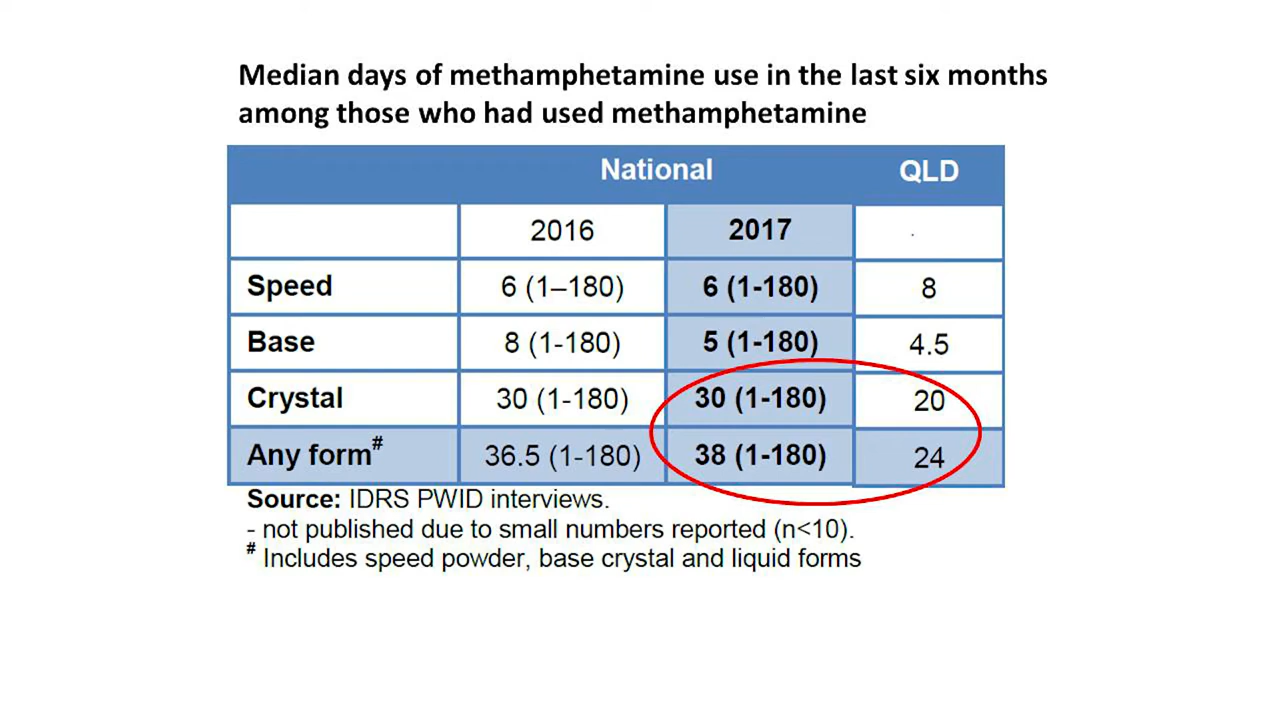 Median days of methamphetamine use in the last six months
among those who had used methamphetamine
National QLD
2016 2017
Speed 6 (1–180) 6 (1-180) 8
Base 8 (1-180) 5 (1-180) 4.5
Crystal 30 (1-180) 30 (1-180) 20
Any form# 36.5 (1-180) 38 (1-180) 24
Source: IDRS PWID interviews.
- not published due to small numbers reported (n<10).
# Includes speed powder, base crystal and liquid forms